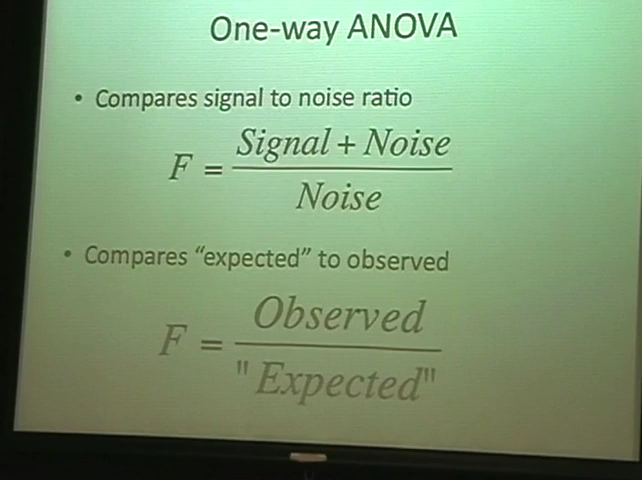 One-way ANOVA
• Compares signal to noise ratio
F = Signal + Noise / Noise
• Compares “expected” to observed
F = Observed / "Expected"